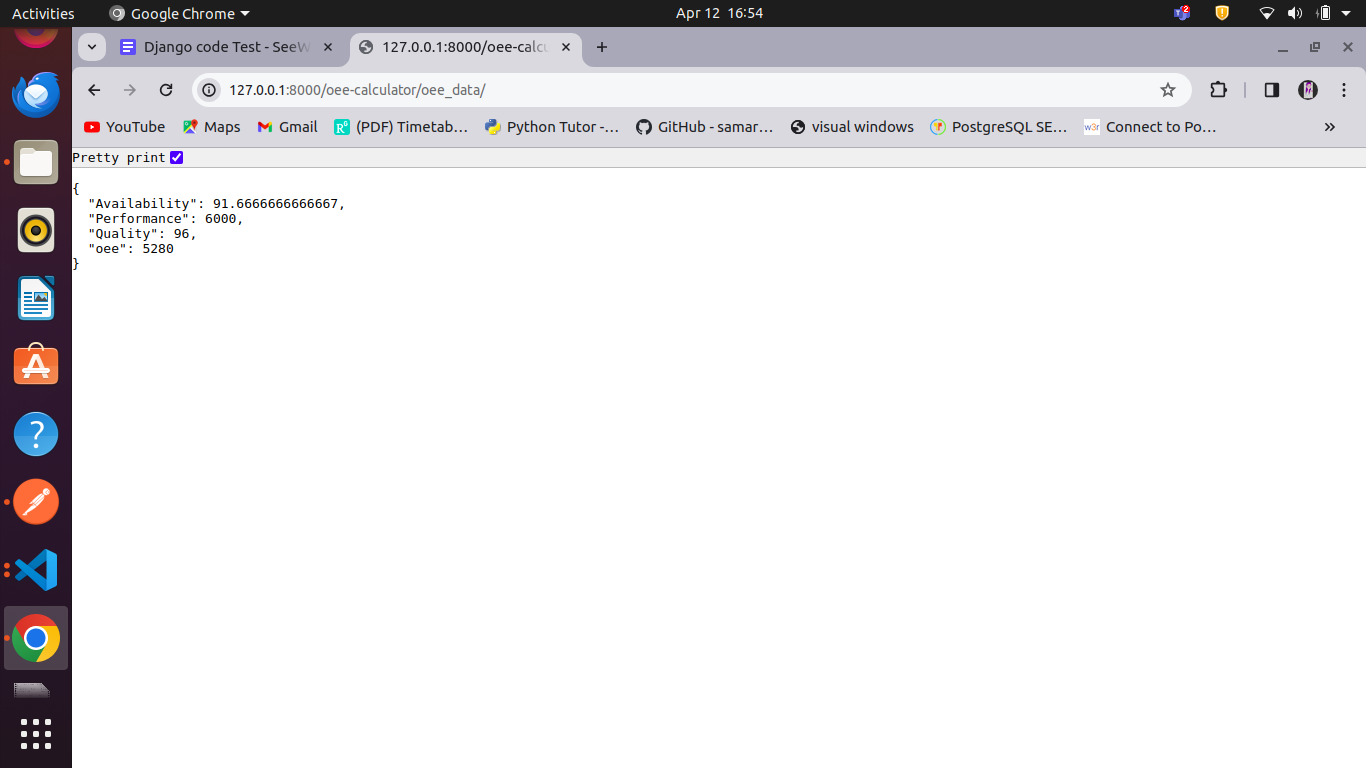 Activities
Google Chrome
Apr 12 16:54
2
Django code Test - SeeW
127.0.0.1:8000/oee-calcu
127.0.0.1:8000/oee-calculator/oee_data/
YouTube
Maps
Gmail
(PDF) Timetab...
Python Tutor -...
GitHub - samar...
visual windows
PostgreSQL SE...
Connect to Po...
Pretty print
{
"Availability": 91.6666666666667,
"Performance": 6000,
"Quality": 96,
"oee": 5280
}